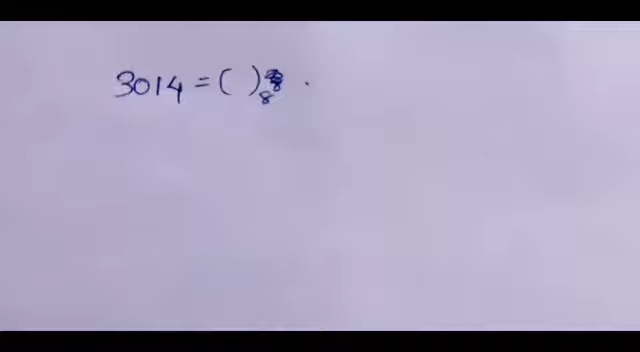 3014 = ( )8